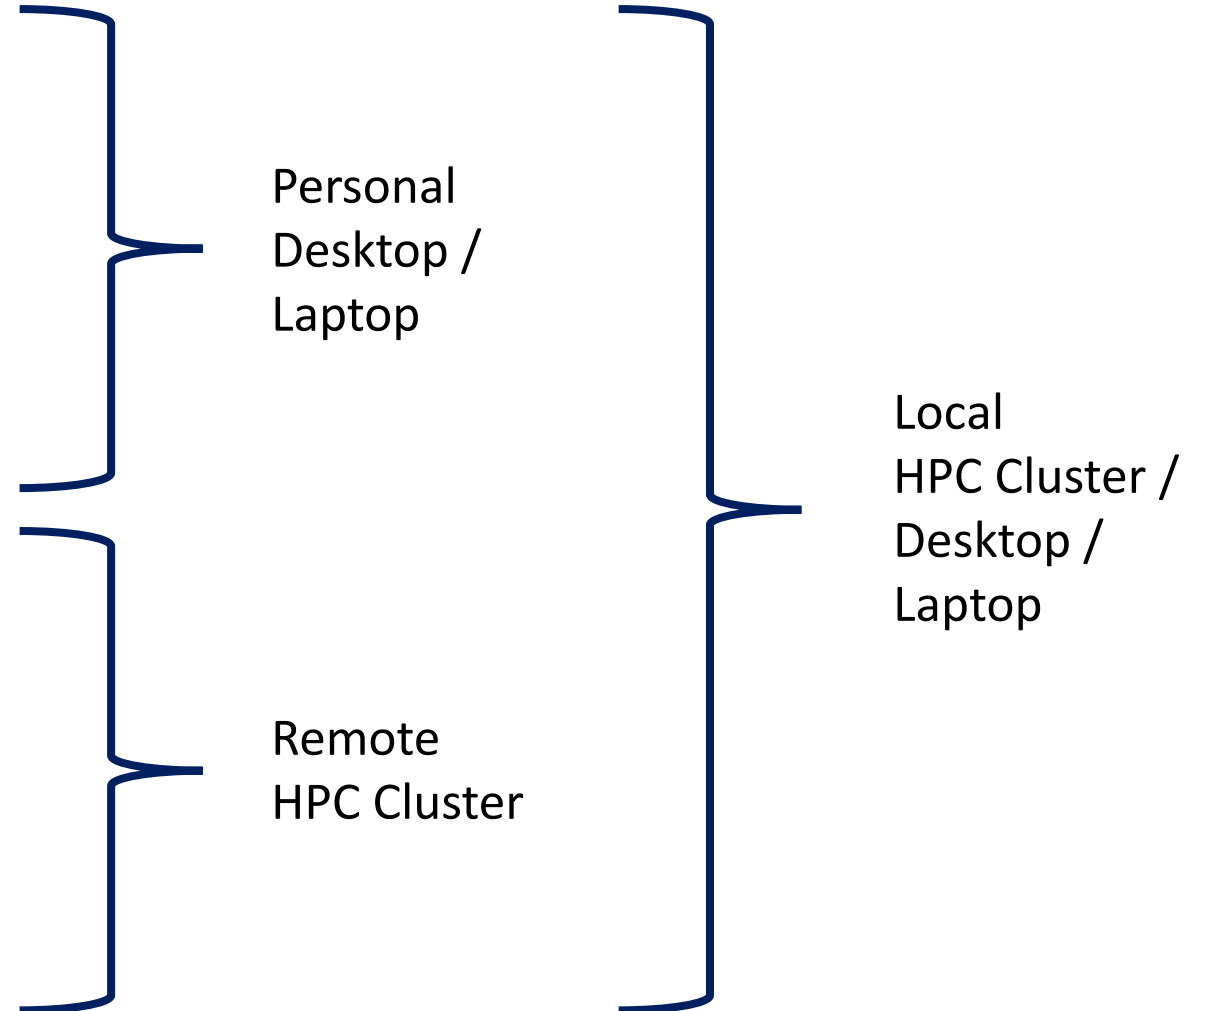 Personal
Desktop /
Laptop
Remote
HPC Cluster
Local
HPC Cluster /
Desktop /
Laptop